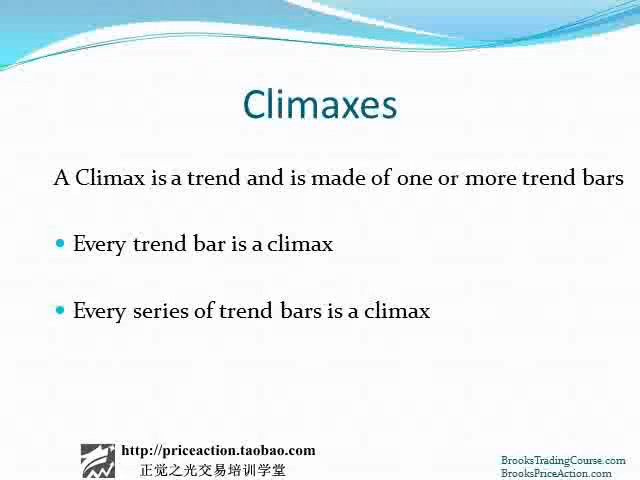 Climaxes
A Climax is a trend and is made of one or more trend bars
Every trend bar is a climax
Every series of trend bars is a climax
http://priceaction.taobao.com
正觉之光交易培训学堂
BrooksTradingCourse.com
BrooksPriceAction.com